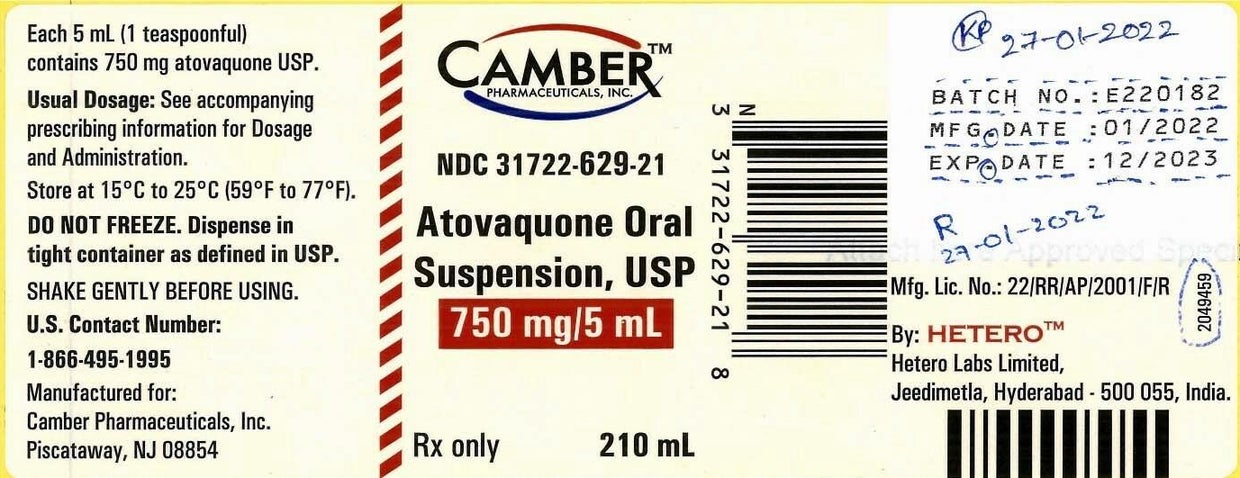 Each 5 mL (1 teaspoonful)
contains 750 mg atovaquone USP.
Usual Dosage: See accompanying
prescribing information for Dosage
and Administration.
Store at 15°C to 25°C (59°F to 77°F).
DO NOT FREEZE. Dispense in
tight container as defined in USP.
SHAKE GENTLY BEFORE USING.
U.S. Contact Number:
1-866-495-1995
Manufactured for:
Camber Pharmaceuticals, Inc.
Piscataway, NJ 08854
CAMBER™
PHARMACEUTICALS, INC.
NDC 31722-629-21
Atovaquone Oral
Suspension, USP
750 mg/5 mL
Rx only 210 mL
N
3 31722-629-21 8
KP 27-01-2022
BATCH NO.:E220182
MFG. DATE :01/2022
EXP. DATE :12/2023
R
27-01-2022
Attach Approved
Mfg. Lic. No.: 22/RR/AP/2001/F/R
2049459
By: HETERO™
Hetero Labs Limited,
Jeedimetla, Hyderabad - 500 055, India.